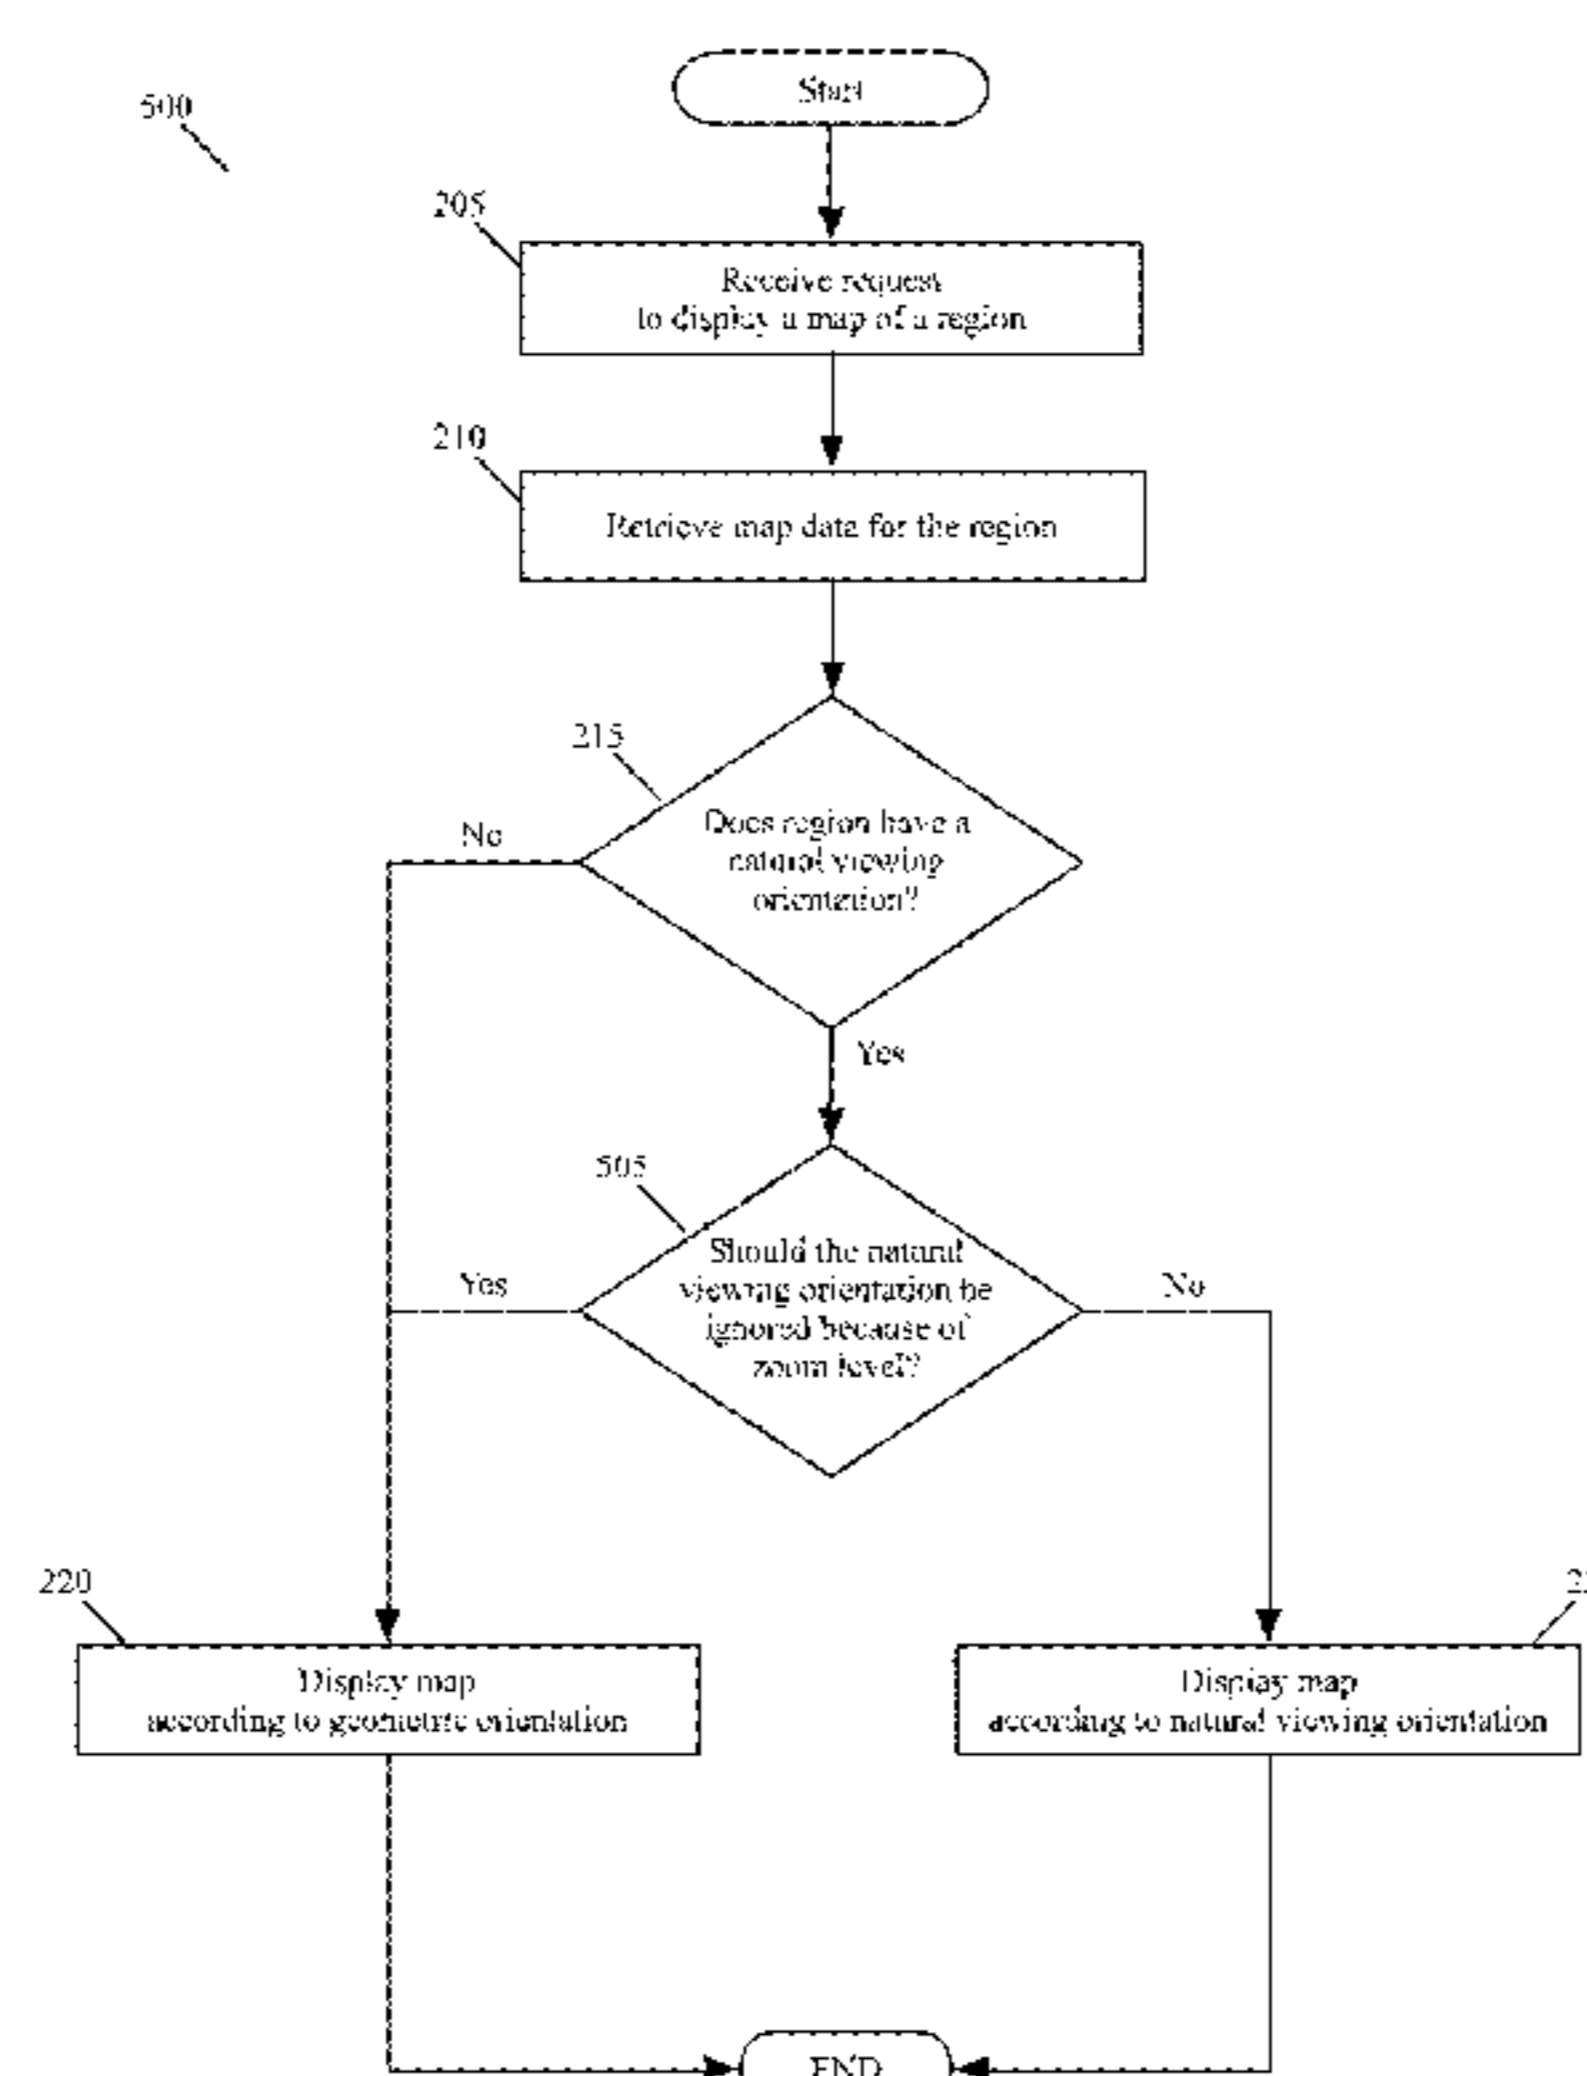 Start
500
205
Receive request
to display a map of a region
210
Retrieve map data for the region
215
Does region have a
natural viewing
orientation?
No
Yes
505
Should the natural
viewing orientation be
ignored because of
zoom level?
Yes
No
220
Display map
according to geometric orientation
Display map
according to natural viewing orientation
END